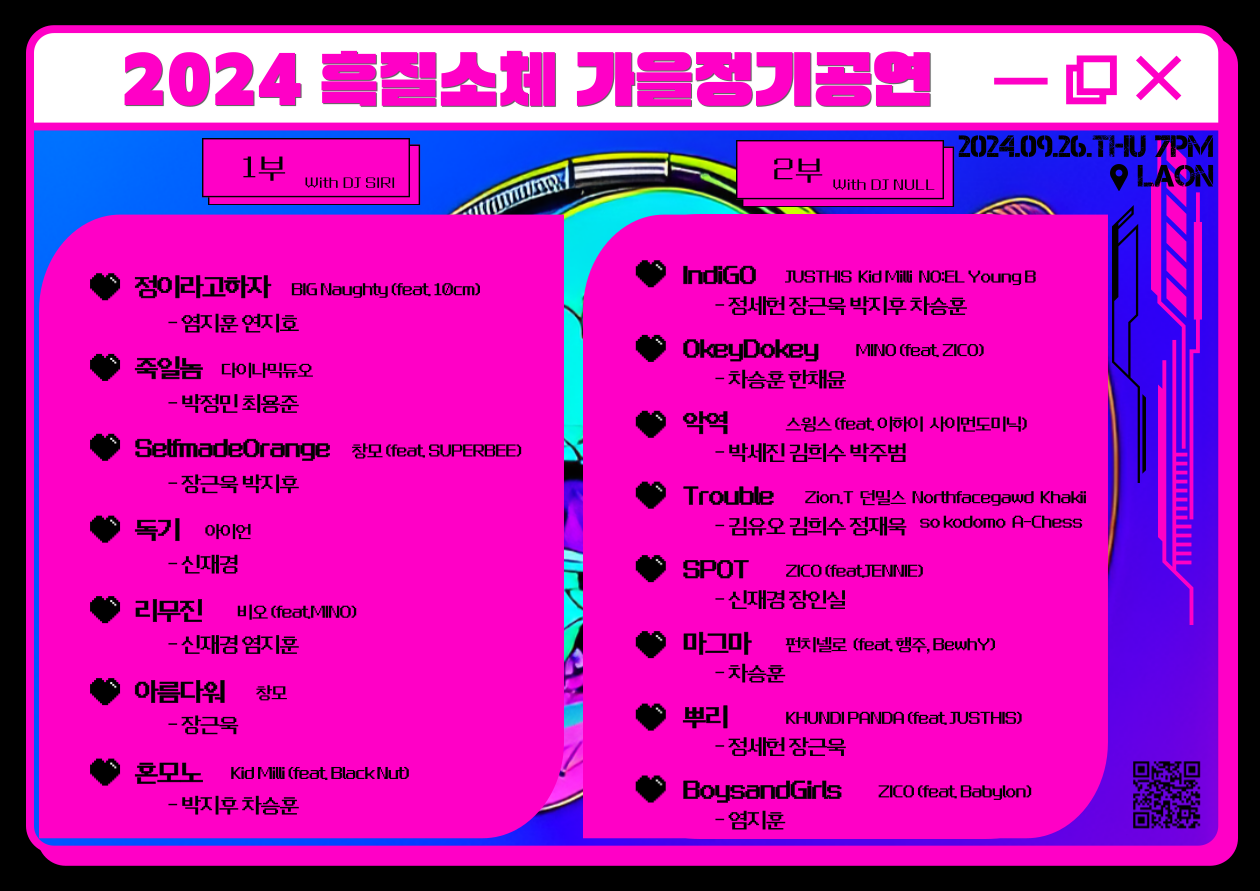 2024 흑질소체 가을정기공연
2024.09.26.THU 7PM
LAON
1부 With DJ SIRI
정이라고하자 BIG Naughty (feat. 10cm)
- 염지훈 연지호
죽일놈 다이나믹듀오
- 박정민 최용준
SelfmadeOrange 창모 (feat. SUPERBEE)
- 장근욱 박지후
독기 아이언
- 신재경
리무진 비오 (feat.MINO)
- 신재경 염지훈
아름다워 창모
- 장근욱
혼모노 Kid Milli (feat. Black Nut)
- 박지후 차승훈
2부 With DJ NULL
IndiGO JUSTHIS Kid Milli NO:EL Young B
- 정세헌 장근욱 박지후 차승훈
OkeyDokey MINO (feat. ZICO)
- 차승훈 한재윤
악역 스윙스 (feat. 이하이 사이먼도미닉)
- 박세진 김희수 박주범
Trouble Zion.T 던밀스 Northfacegawd Khakii
- 김유오 김희수 정재욱 so kodomo A-Chess
SPOT ZICO (feat.JENNIE)
- 신재경 장인실
마그마 펀치넬로 (feat. 행주, BewhY)
- 차승훈
뿌리 KHUNDI PANDA (feat. JUSTHIS)
- 정세헌 장근욱
BoysandGirls ZICO (feat. Babylon)
- 염지훈